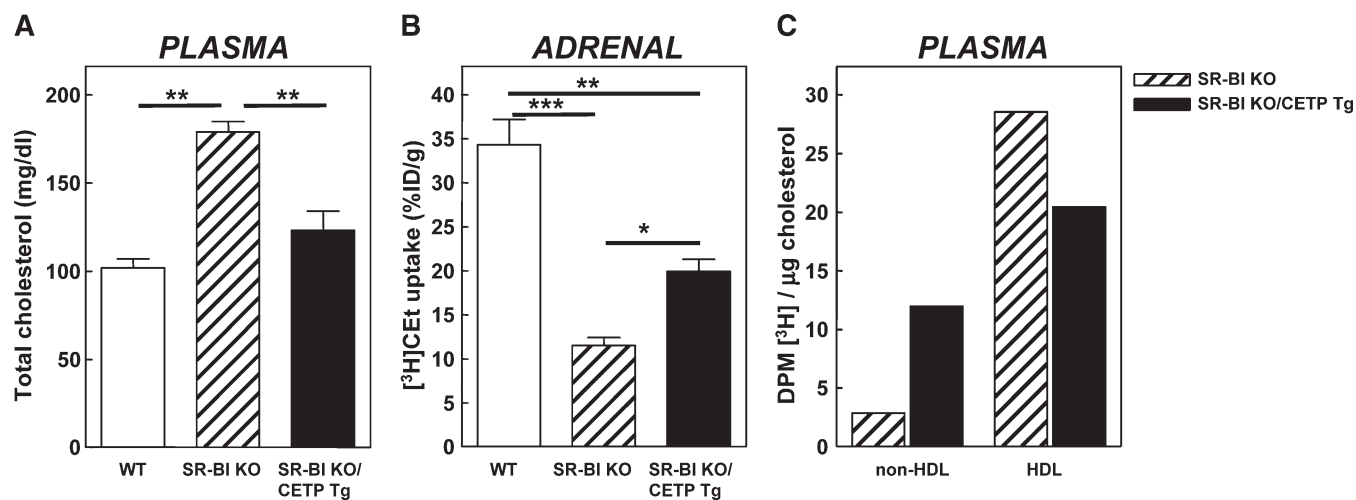 A
PLASMA
Total cholesterol (mg/dl)
200
150
100
50
0
**
**
WT
SR-BI KO
SR-BI KO/
CETP Tg
B
ADRENAL
[³H]CEt uptake (%ID/g)
40
35
30
25
20
15
10
5
0
**
***
*
WT
SR-BI KO
SR-BI KO/
CETP Tg
C
PLASMA
DPM [³H] / µg cholesterol
30
25
20
15
10
5
0
non-HDL
HDL
SR-BI KO
SR-BI KO/CETP Tg